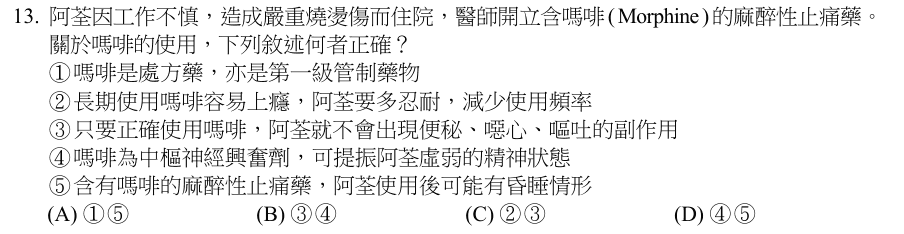 13. 阿荃因工作不慎，造成嚴重燒燙傷而住院，醫師開立含嗎啡(Morphine)的麻醉性止痛藥。
關於嗎啡的使用，下列敘述何者正確？
①嗎啡是處方藥，亦是第一級管制藥物
②長期使用嗎啡容易上癮，阿荃要多忍耐，減少使用頻率
③只要正確使用嗎啡，阿荃就不會出現便秘、噁心、嘔吐的副作用
④嗎啡為中樞神經興奮劑，可提振阿荃虛弱的精神狀態
⑤含有嗎啡的麻醉性止痛藥，阿荃使用後可能有昏睡情形
(A) ①⑤ (B) ③④ (C) ②③ (D) ④⑤